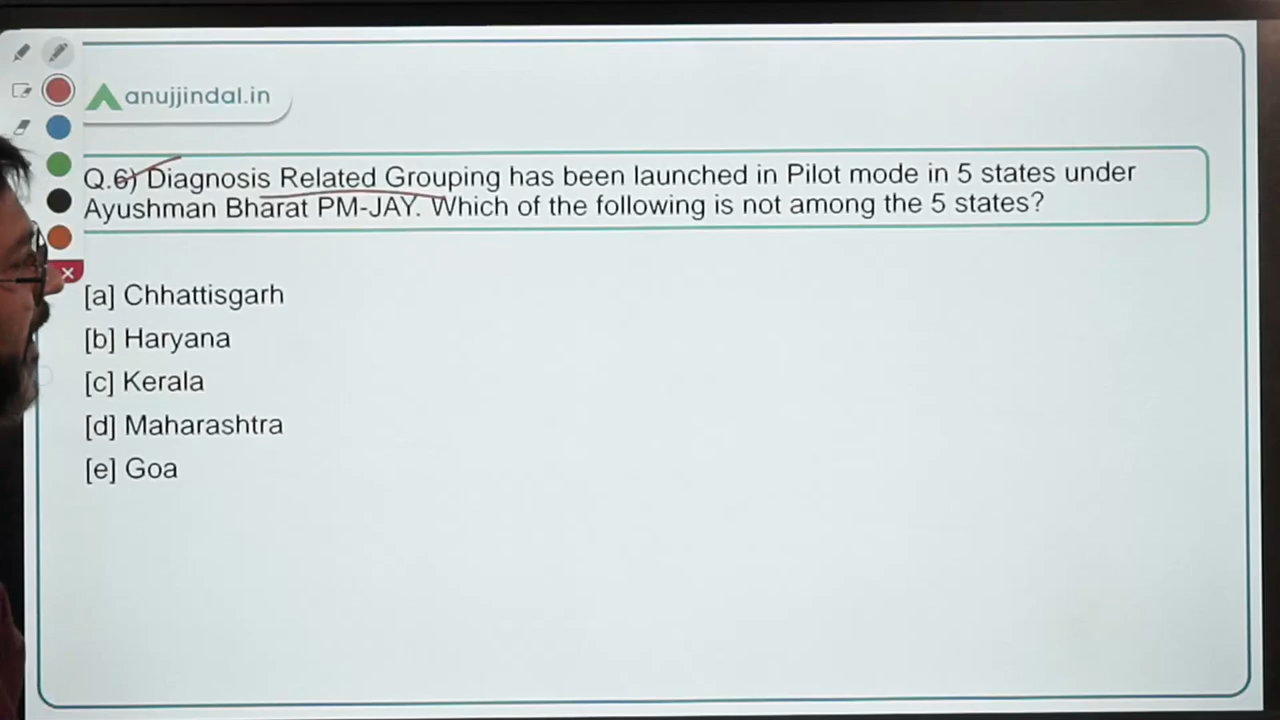 anujjindal.in
Q.6) Diagnosis Related Grouping has been launched in Pilot mode in 5 states under
Ayushman Bharat PM-JAY. Which of the following is not among the 5 states?
[a] Chhattisgarh
[b] Haryana
[c] Kerala
[d] Maharashtra
[e] Goa